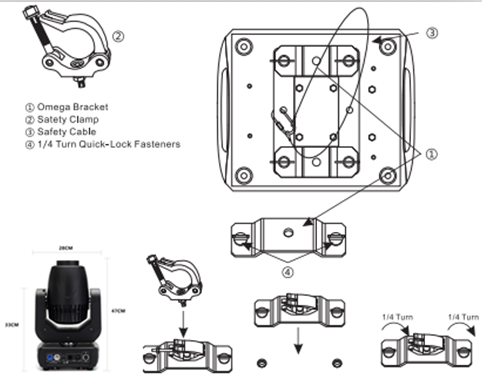 ②
③
① Omega Bracket
② Satety Clamp
③ Satety Cable
④ 1/4 Turn Quick-Lock Fasteners
①
④
28CM
33CM
47CM
1/4 Turn
1/4 Turn